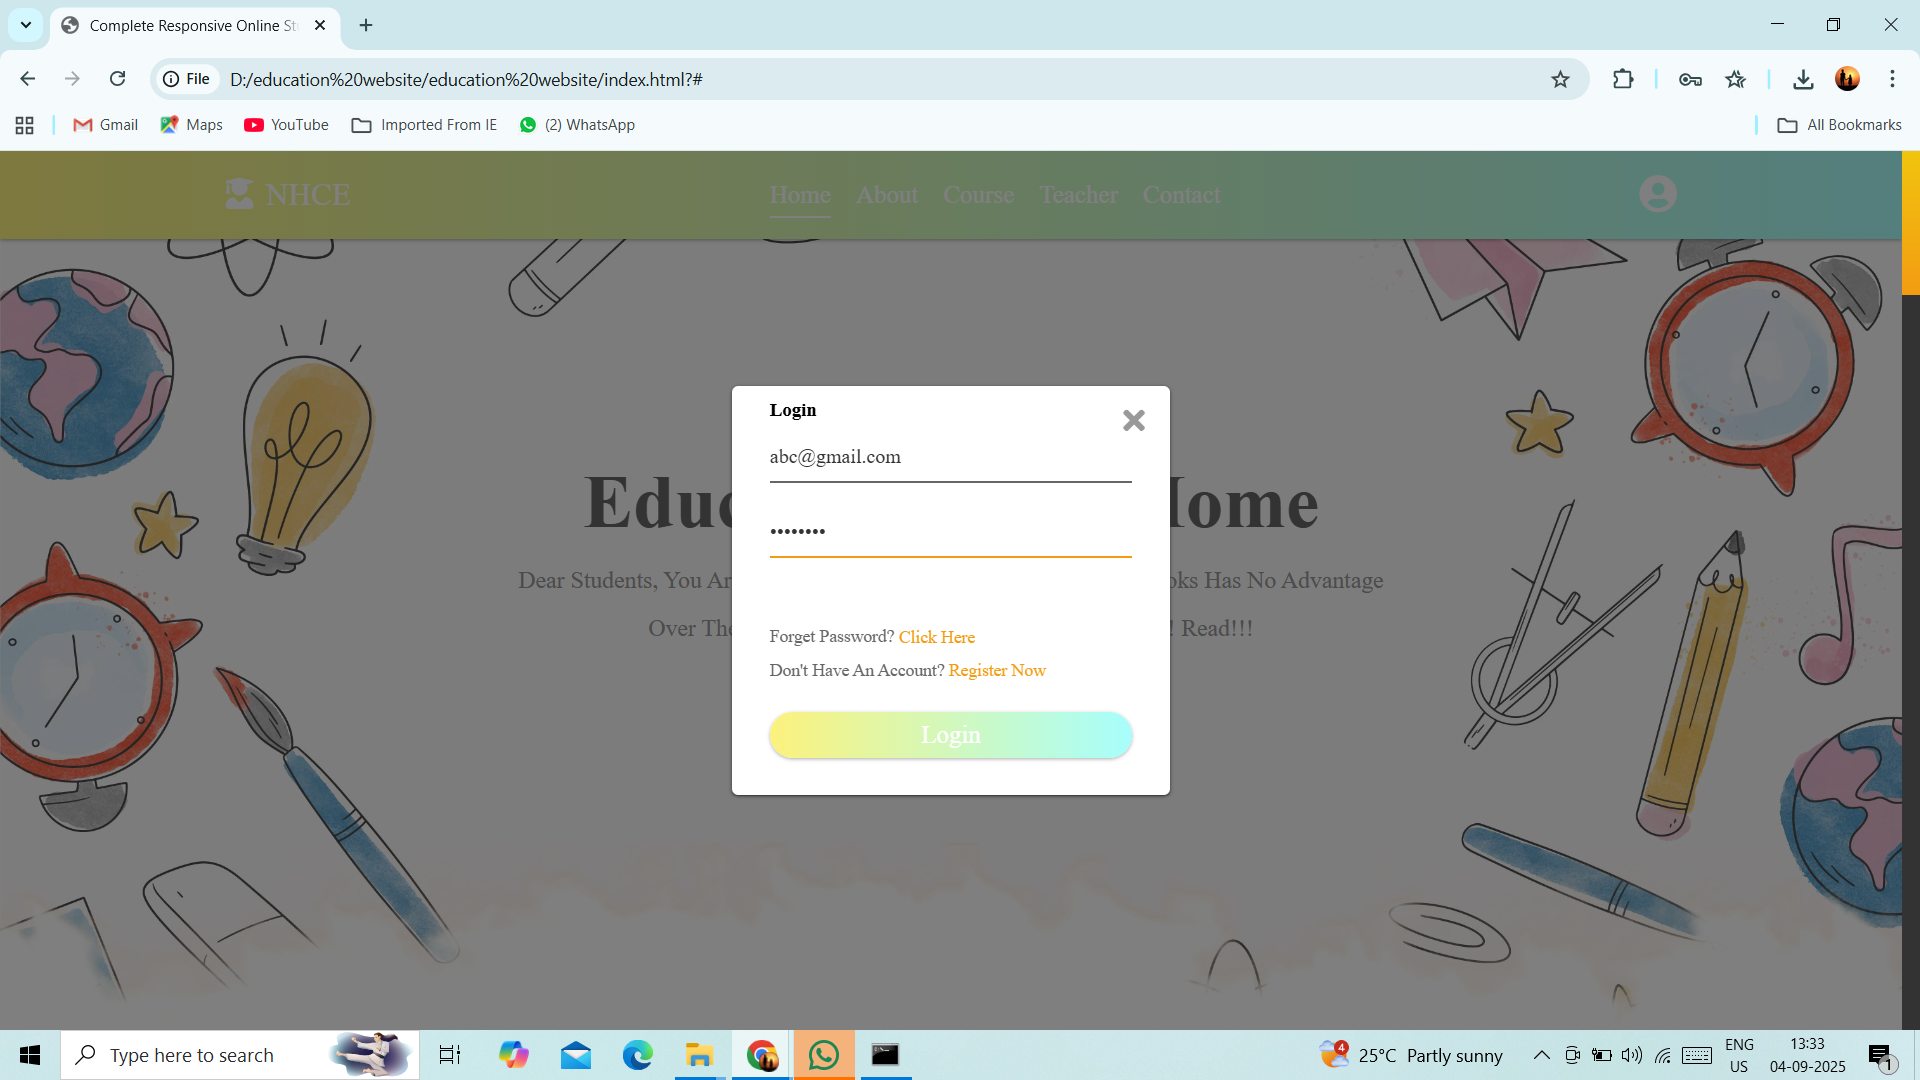 Complete Responsive Online St
File D:/education%20website/education%20website/index.html?#
Gmail Maps YouTube Imported From IE (2) WhatsApp All Bookmarks
NHCE Home About Course Teacher Contact
Login
abc@gmail.com
••••••••
Educ ome
Dear Students, You Ar oks Has No Advantage
Over The ! Read!!!
Forget Password? Click Here
Don't Have An Account? Register Now
Login
Type here to search
4 25°C Partly sunny
ENG
US
13:33
04-09-2025
1